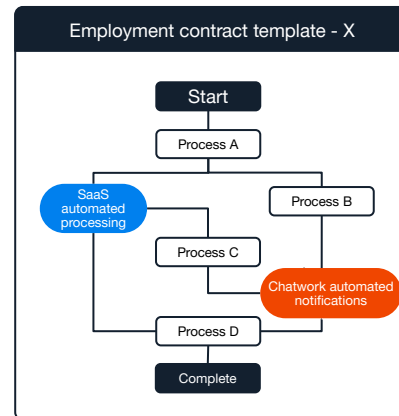 Employment contract template - X
Start
Process A
SaaS
automated
processing
Process B
Process C
Chatwork automated
notifications
Process D
Complete